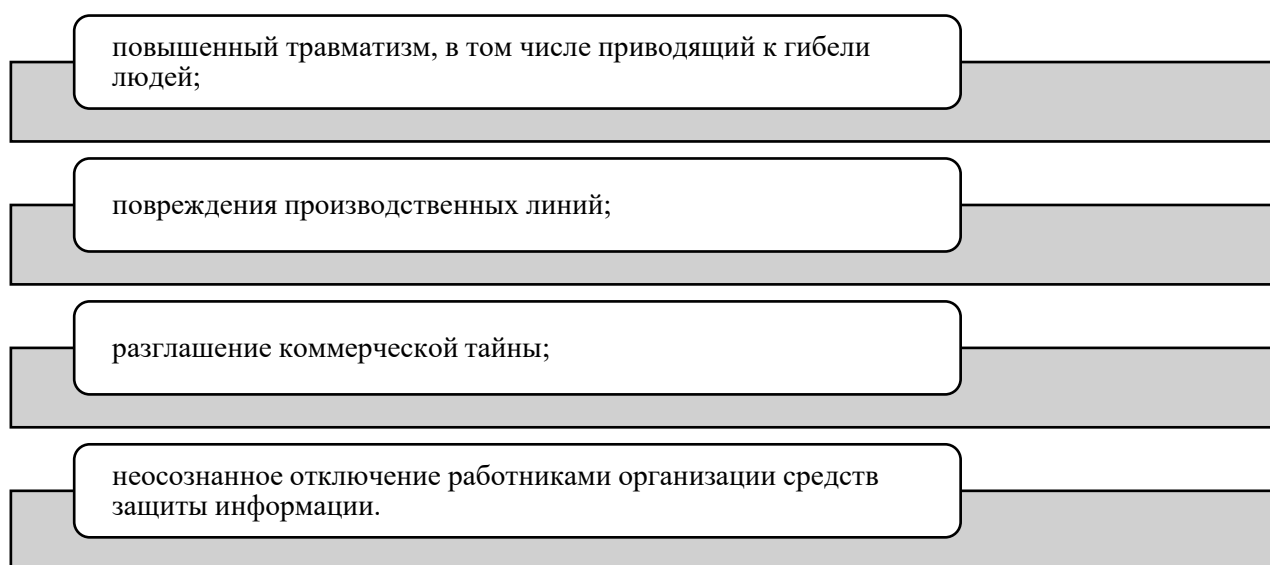 повышенный травматизм, в том числе приводящий к гибели
людей;
повреждения производственных линий;
разглашение коммерческой тайны;
неосознанное отключение работниками организации средств
защиты информации.